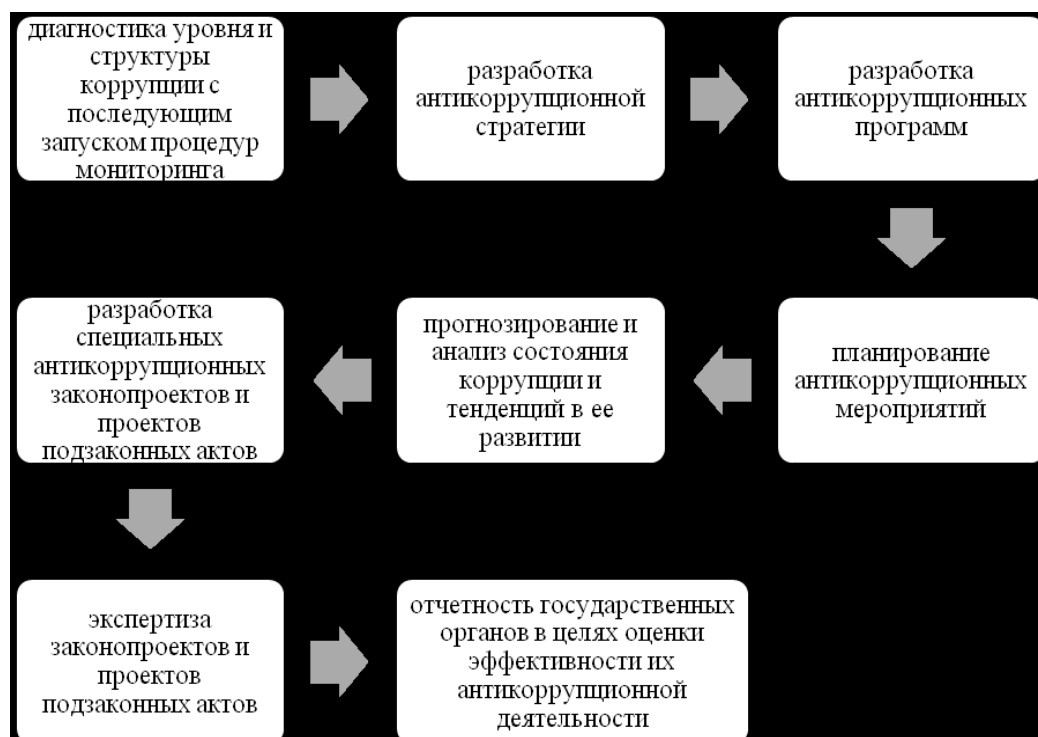 диагностика уровня и
структуры
коррупции с
последующим
запуском процедур
мониторинга
разработка
антикоррупционной
стратегии
разработка
антикоррупционных
программ
планирование
антикоррупционных
мероприятий
прогнозирование и
анализ состояния
коррупции и
тенденций в ее
развитии
разработка
специальных
антикоррупционных
законопроектов и
проектов
подзаконных актов
экспертиза
законопроектов и
проектов
подзаконных актов
отчетность государственных
органов в целях оценки
эффективности их
антикоррупционной
деятельности